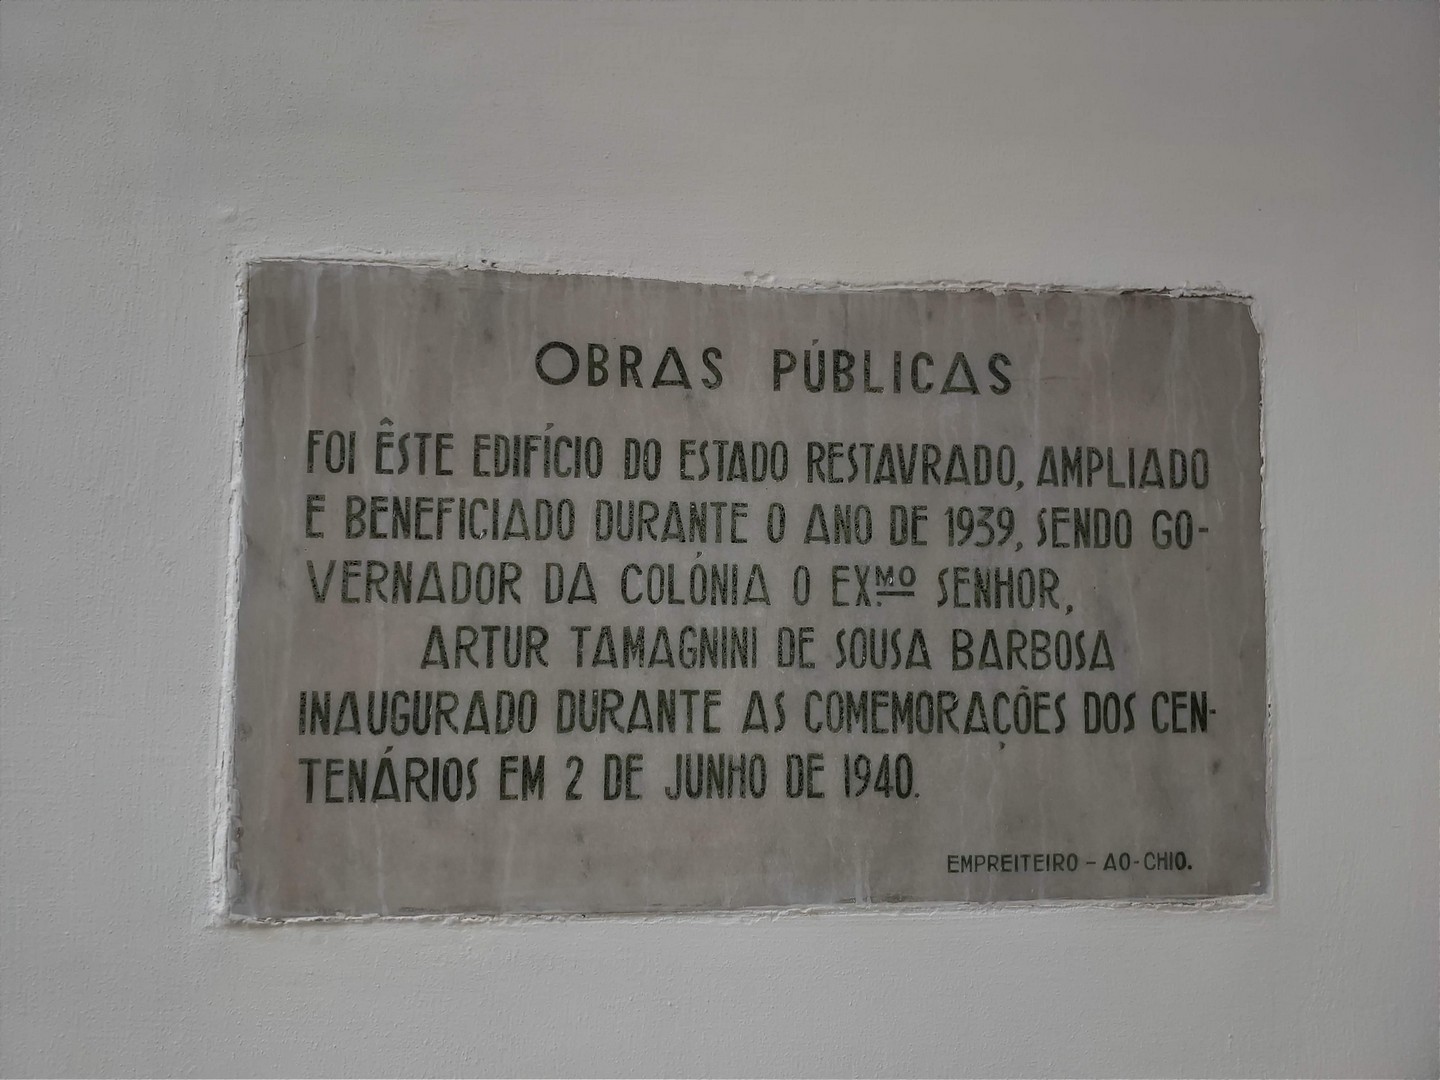 OBRAS PÚBLICAS
FOI ÊSTE EDIFÍCIO DO ESTADO RESTAVRADO, AMPLIADO
E BENEFICIADO DURANTE O ANO DE 1939, SENDO GO-
VERNADOR DA COLÓNIA O EX.MO SENHOR,
ARTUR TAMAGNINI DE SOUSA BARBOSA
INAUGURADO DURANTE AS COMEMORAÇÕES DOS CEN-
TENÁRIOS EM 2 DE JUNHO DE 1940.
EMPREITEIRO - AO-CHIO.